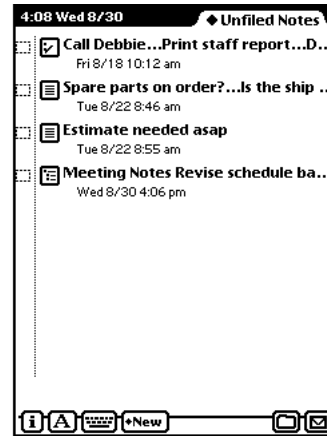 4:08 Wed 8/30
◆ Unfiled Notes
Call Debbie...Print staff report...D...
Fri 8/18 10:12 am
Spare parts on order?...Is the ship ...
Tue 8/22 8:46 am
Estimate needed asap
Tue 8/22 8:55 am
Meeting Notes Revise schedule ba...
Wed 8/30 4:06 pm
i A ◆New